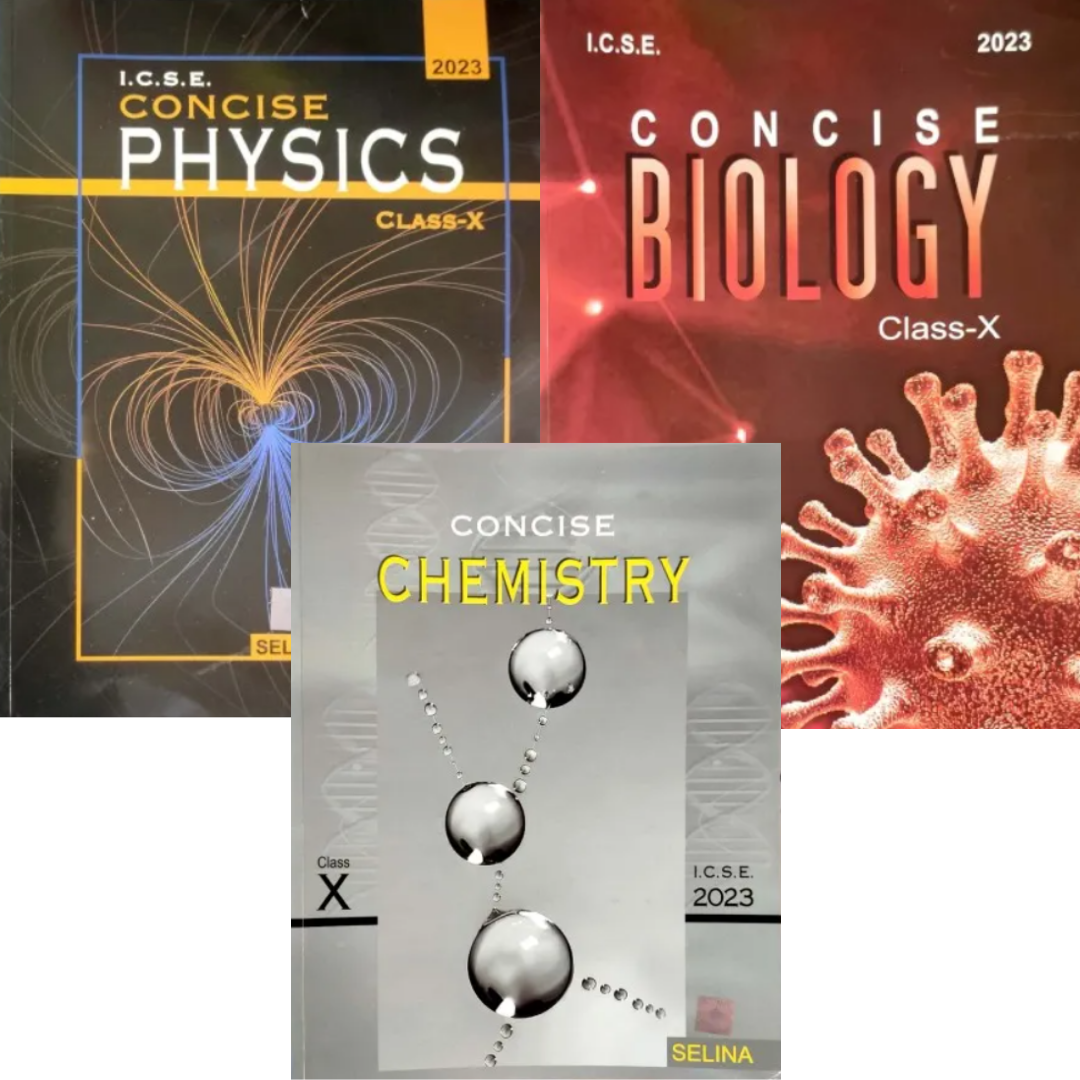 2023
I.C.S.E.
CONCISE
PHYSICS
CLASS-X
I.C.S.E. 2023
CONCISE
BIOLOGY
Class-X
CONCISE
CHEMISTRY
Class
X
I.C.S.E.
2023
SELINA